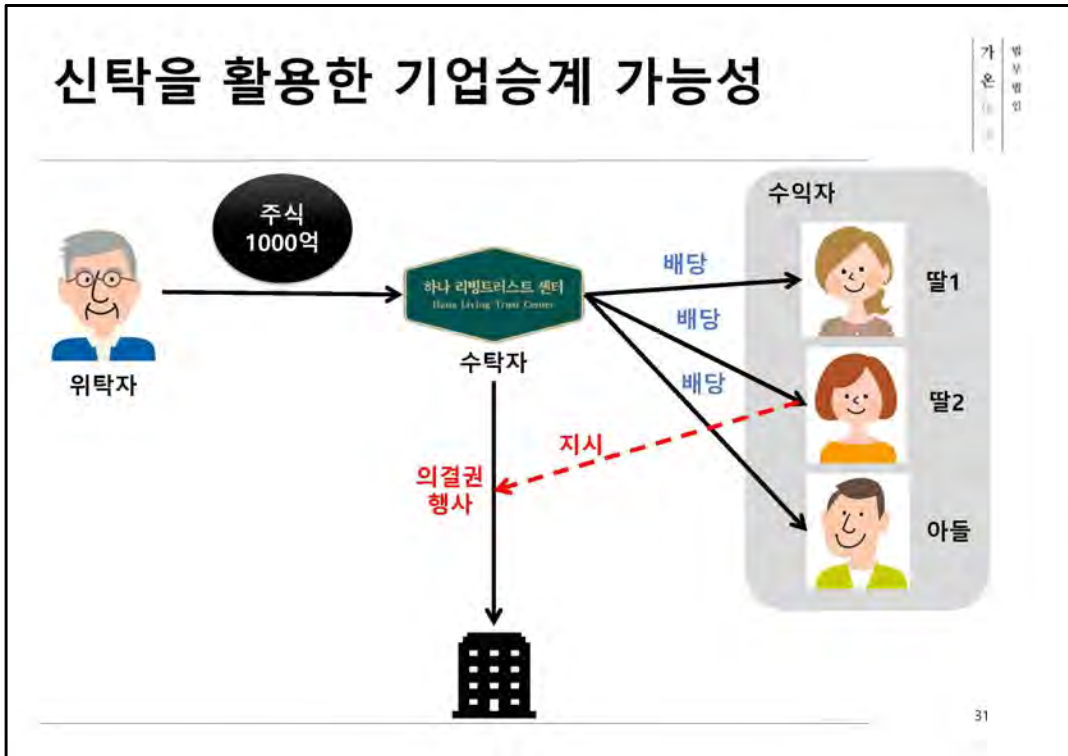 신탁을 활용한 기업승계 가능성
법무법인
가온
주식
1000억
위탁자
하나 리빙트러스트 센터
Hana Living Trust Center
수탁자
배당
배당
배당
지시
의결권
행사
수익자
딸1
딸2
아들
31